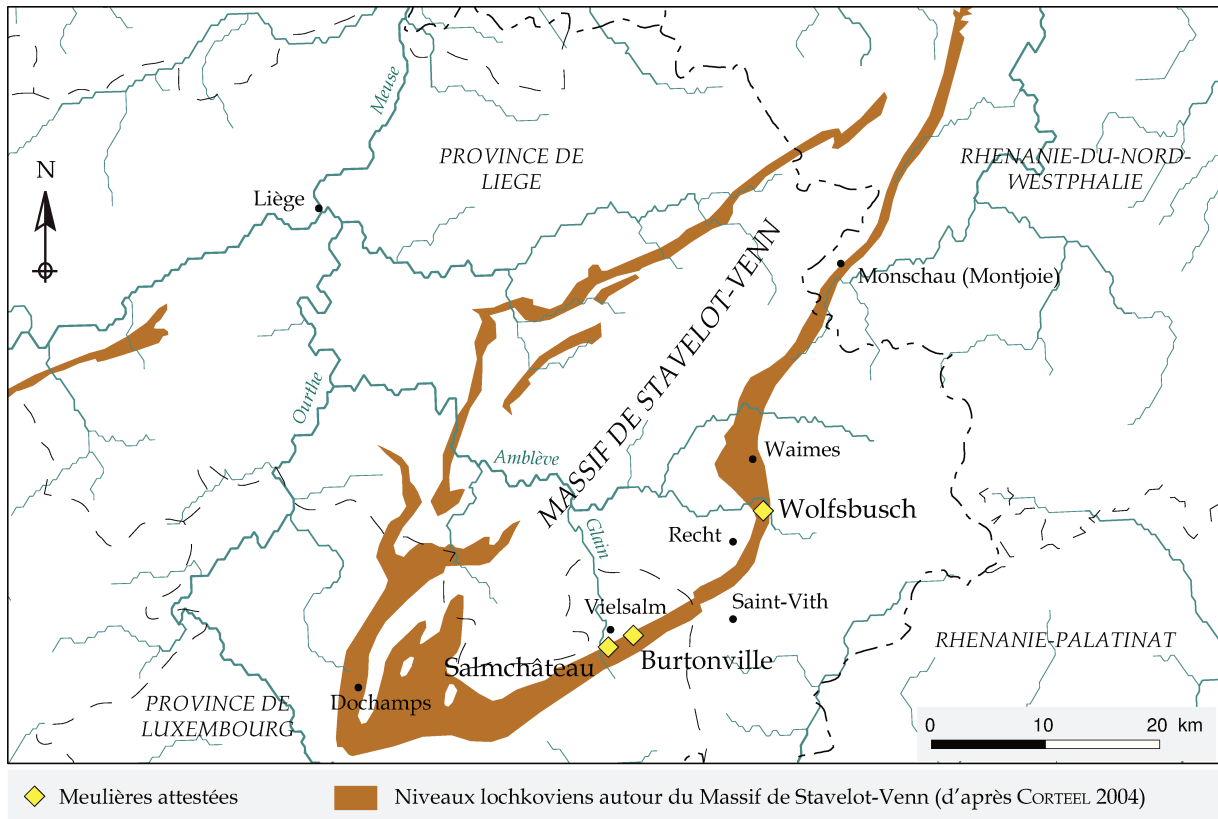 Meuse
PROVINCE DE
LIEGE
RHENANIE-DU-NORD-
WESTPHALIE
N
Liège
MASSIF DE STAVELOT-VENN
Monschau (Montjoie)
Ourthe
Amblève
Waimes
Wolfsbusch
Glain
Recht
Vielsalm
Saint-Vith
Salmchâteau
Burtonville
RHENANIE-PALATINAT
Dochamps
PROVINCE DE
LUXEMBOURG
0 10 20 km
Meulières attestées
Niveaux lochkoviens autour du Massif de Stavelot-Venn (d'après CORTEEL 2004)